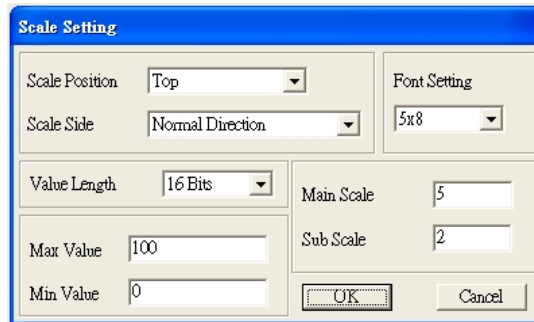 Scale Setting
Scale Position Top
Font Setting
Scale Side Normal Direction
5x8
Value Length 16 Bits
Main Scale 5
Max Value 100
Sub Scale 2
Min Value 0
OK Cancel